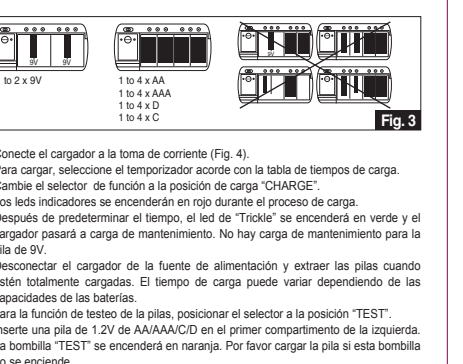 9V 9V 9V
to 2 x 9V
1 to 4 x AA
1 to 4 x AAA
1 to 4 x D
1 to 4 x C
Fig. 3
Conecte el cargador a la toma de corriente (Fig. 4).
Para cargar, seleccione el temporizador acorde con la tabla de tiempos de carga.
Cambie el selector de función a la posición de carga “CHARGE”.
os leds indicadores se encenderán en rojo durante el proceso de carga.
Después de predeterminar el tiempo, el led de “Trickle” se encenderá en verde y el
cargador pasará a carga de mantenimiento. No hay carga de mantenimiento para la
pila de 9V.
Desconectar el cargador de la fuente de alimentación y extraer las pilas cuando
estén totalmente cargadas. El tiempo de carga puede variar dependiendo de las
capacidades de las baterías.
Para la función de testeo de la pilas, posicionar el selector a la posición “TEST”.
nserte una pila de 1.2V de AA/AAA/C/D en el primer compartimento de la izquierda.
a bombilla “TEST” se encenderá en naranja. Por favor cargar la pila si esta bombilla
no se enciende